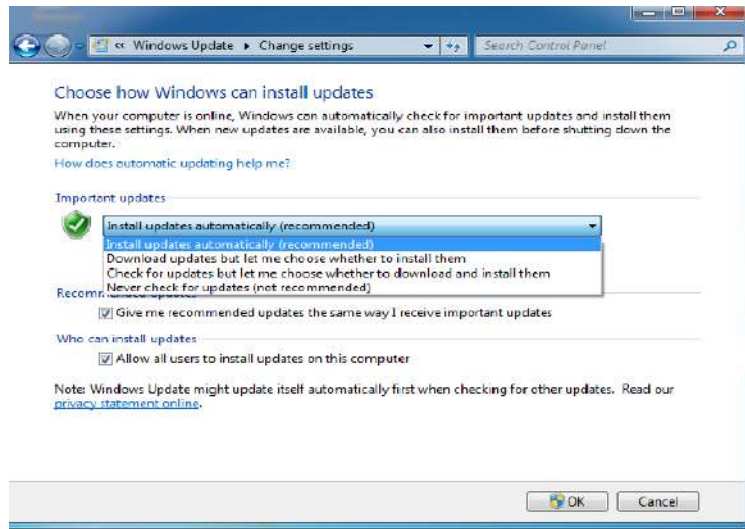 « Windows Update ▸ Change settings
Search Control Panel
Choose how Windows can install updates
When your computer is online, Windows can automatically check for important updates and install them
using these settings. When new updates are available, you can also install them before shutting down the
computer.
How does automatic updating help me?
Important updates
Install updates automatically (recommended)
Install updates automatically (recommended)
Download updates but let me choose whether to install them
Check for updates but let me choose whether to download and install them
Never check for updates (not recommended)
Recommended updates
Give me recommended updates the same way I receive important updates
Who can install updates
Allow all users to install updates on this computer
Note: Windows Update might update itself automatically first when checking for other updates. Read our
privacy statement online.
OK
Cancel